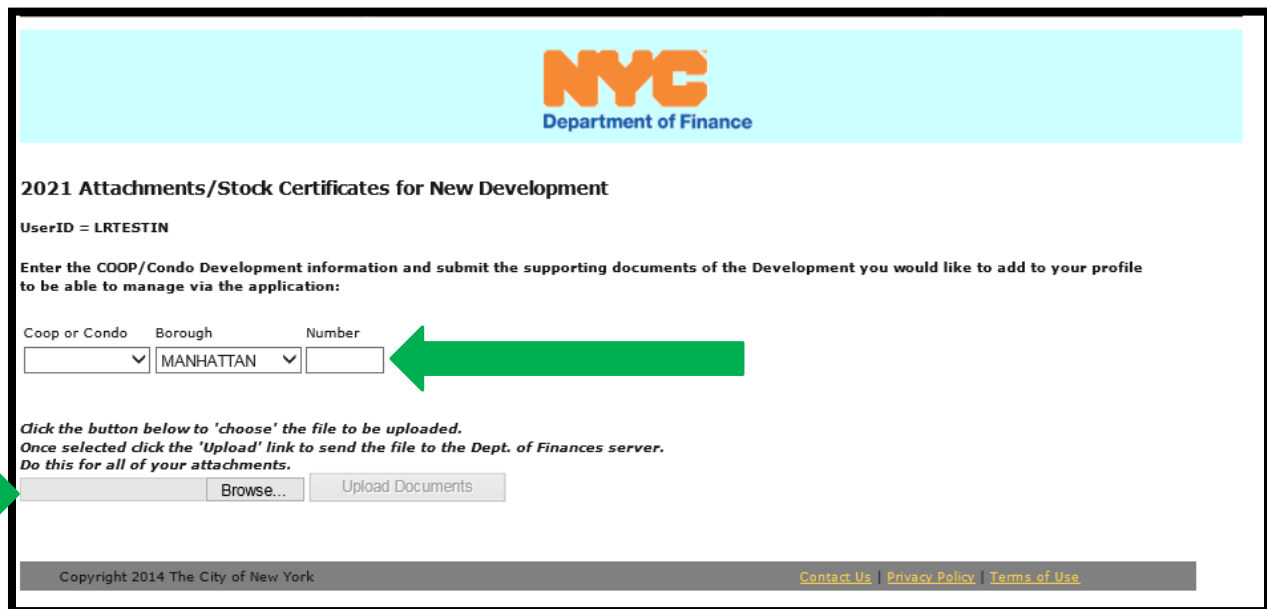 NYC
Department of Finance
2021 Attachments/Stock Certificates for New Development
UserID = LRTESTIN
Enter the COOP/Condo Development information and submit the supporting documents of the Development you would like to add to your profile
to be able to manage via the application:
Coop or Condo Borough Number
MANHATTAN
Click the button below to 'choose' the file to be uploaded.
Once selected click the 'Upload' link to send the file to the Dept. of Finances server.
Do this for all of your attachments.
Browse... Upload Documents
Copyright 2014 The City of New York Contact Us | Privacy Policy | Terms of Use